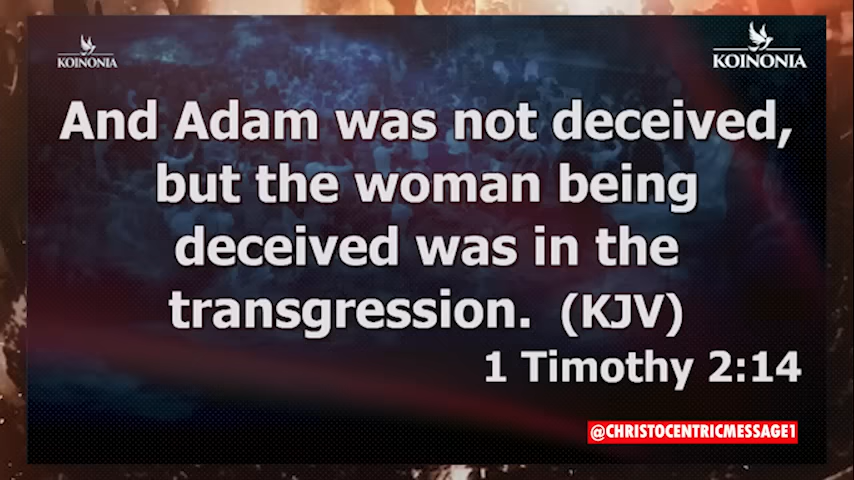 KOINONIA
KOINONIA
And Adam was not deceived,
but the woman being
deceived was in the
transgression. (KJV)
1 Timothy 2:14
@CHRISTOCENTRICMESSAGE1